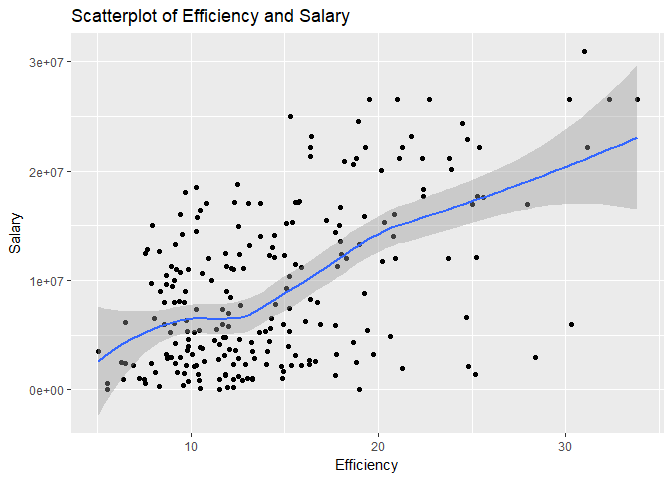 Scatterplot of Efficiency and Salary
3e+07
2e+07
1e+07
0e+00
Salary
10
20
30
Efficiency